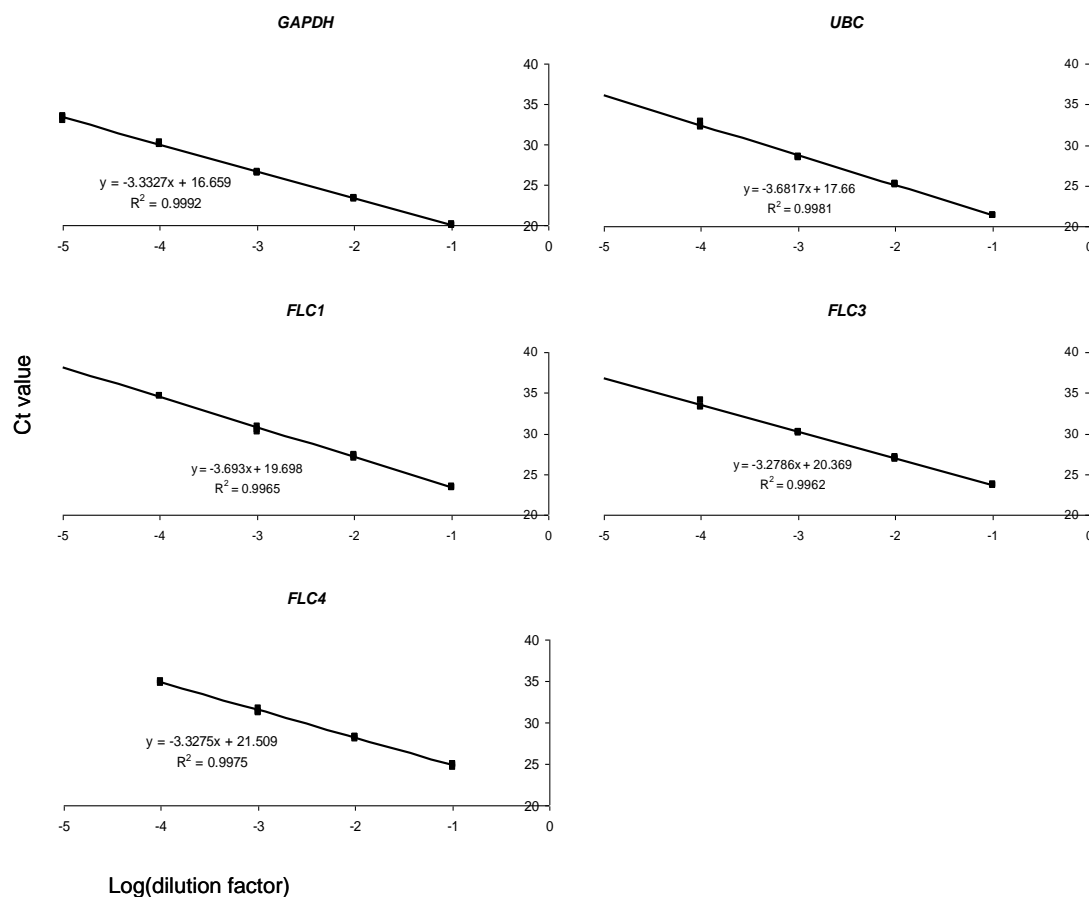 GAPDH
40
35
30
25
20
y = -3.3327x + 16.659
R² = 0.9992
-5 -4 -3 -2 -1 0
UBC
40
35
30
25
20
y = -3.6817x + 17.66
R² = 0.9981
-5 -4 -3 -2 -1 0
Ct value
FLC1
40
35
30
25
20
y = -3.693x + 19.698
R² = 0.9965
-5 -4 -3 -2 -1 0
FLC3
40
35
30
25
20
y = -3.2786x + 20.369
R² = 0.9962
-5 -4 -3 -2 -1 0
FLC4
40
35
30
25
20
y = -3.3275x + 21.509
R² = 0.9975
-5 -4 -3 -2 -1 0
Log(dilution factor)